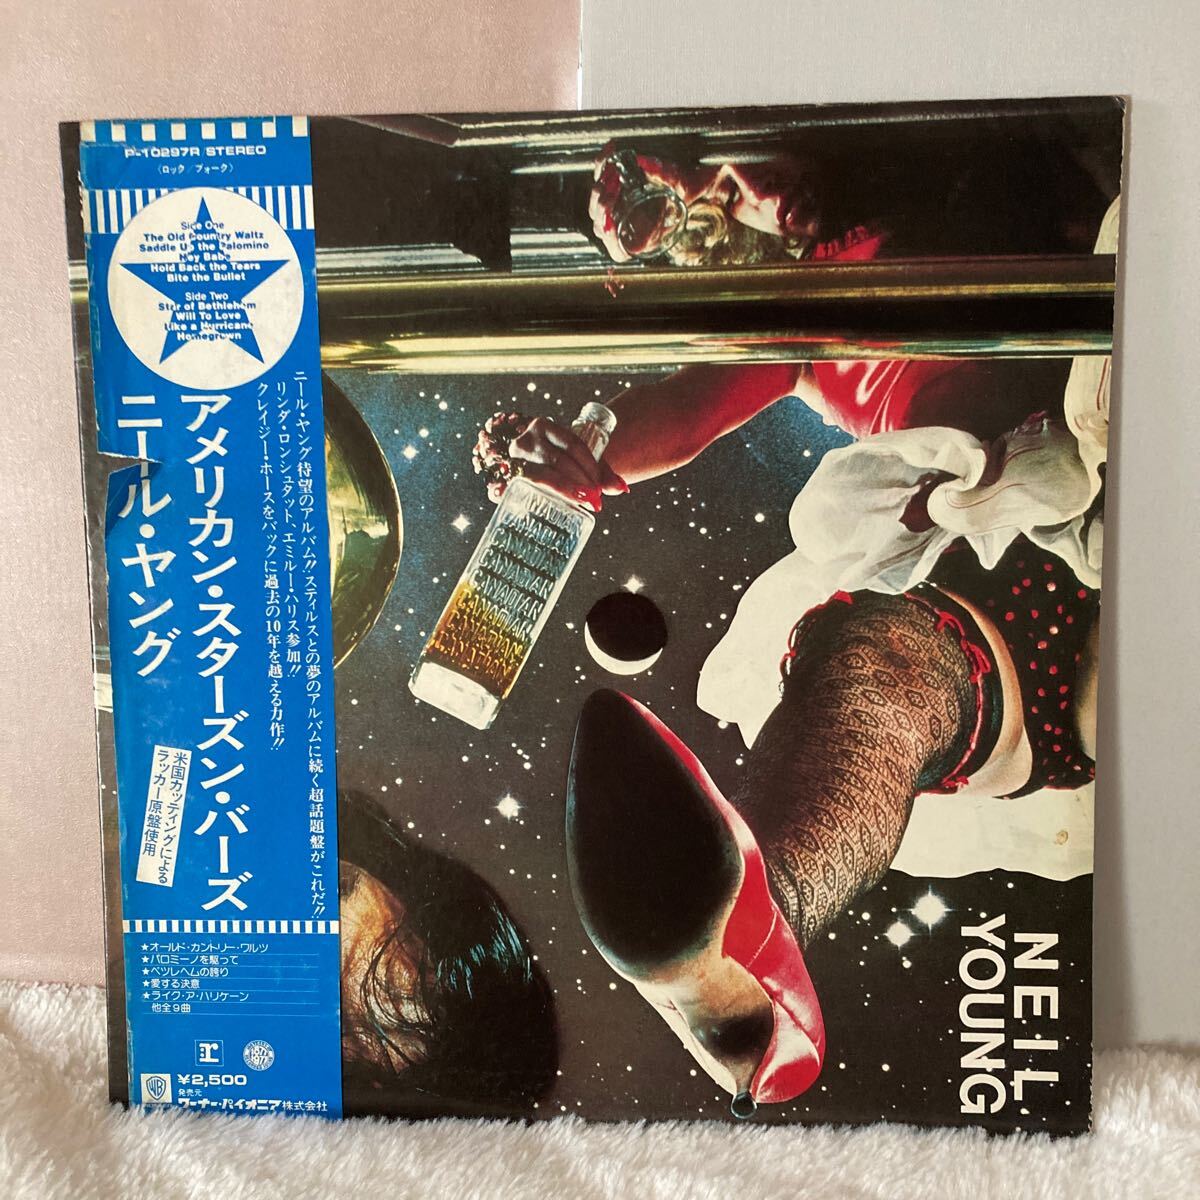 P-10297R/STEREO
〈ロック/フォーク〉
Side One
The Old Country Waltz
Saddle Up the Palomino
Hey Babe
Hold Back the Tears
Bite the Bullet
Side Two
Star of Bethlehem
Will To Love
Like a Hurricane
Homegrown
ニール・ヤング待望のアルバム!!スティルスとの夢のアルバムに続く超話題盤がこれだ!!
リンダ・ロンシュタット、エミルー・ハリス参加!!
クレイジー・ホースをバックに過去の10年を越える力作!!
アメリカン・スターズン・バーズ
ニール・ヤング
米国カッティングによる
ラッカー原盤使用
★オールド・カントリー・ワルツ
★パロミーノを駆って
★ベツレヘムの誇り
★愛する決意
★ライク・ア・ハリケーン
他全9曲
r
WB
¥2,500
発売元
ワーナー・パイオニア株式会社
CANADIAN
CANADIAN
CANADIAN
CANADIAN
CANADIAN
CANADIAN
NEIL
YOUNG